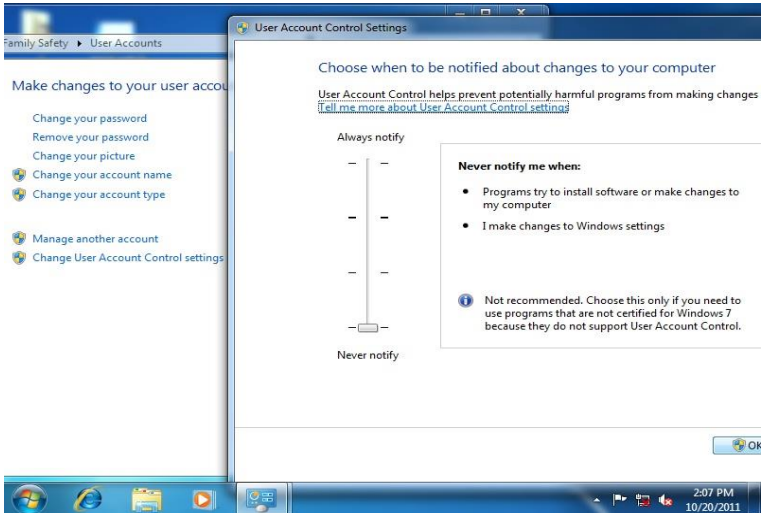 User Account Control Settings
Family Safety ▸ User Accounts
Make changes to your user accou
Change your password
Remove your password
Change your picture
Change your account name
Change your account type
Manage another account
Change User Account Control settings
Choose when to be notified about changes to your computer
User Account Control helps prevent potentially harmful programs from making changes
Tell me more about User Account Control settings
Always notify
Never notify me when:
• Programs try to install software or make changes to
my computer
• I make changes to Windows settings
Not recommended. Choose this only if you need to
use programs that are not certified for Windows 7
because they do not support User Account Control.
Never notify
OK
2:07 PM
10/20/2011